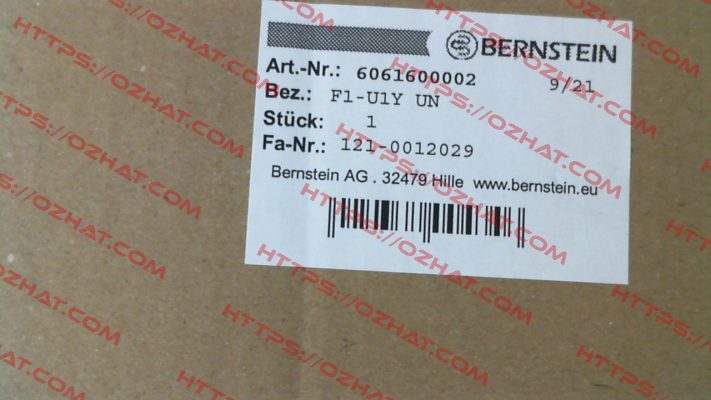 BERNSTEIN
Art.-Nr.: 6061600002 9/21
Bez.: F1-U1Y UN
Stück: 1
Fa-Nr.: 121-0012029
Bernstein AG . 32479 Hille www.bernstein.eu
HTTPS://OZHAT.COM